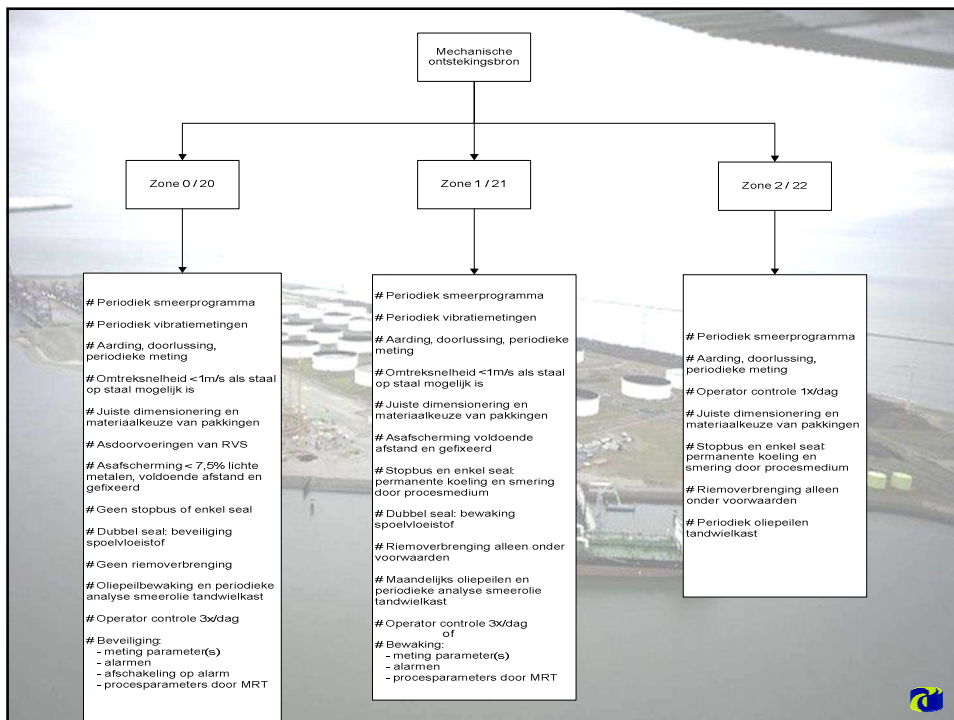 Mechanische
ontstekingsbron
Zone 0 / 20
Zone 1 / 21
Zone 2 / 22
# Periodiek smeerprogramma
# Periodiek vibratiemetingen
# Aarding, doorlussing,
periodieke meting
# Omtreksnelheid <1m/s als staal
op staal mogelijk is
# Juiste dimensionering en
materiaalkeuze van pakkingen
# Asdoorvoeringen van RVS
# Asafscherming < 7,5% lichte
metalen, voldoende afstand en
gefixeerd
# Geen stopbus of enkel seal
# Dubbel seal: beveiliging
spoelvloeistof
# Geen riemoverbrenging
# Oliepeilbewaking en periodieke
analyse smeerolie tandwielkast
# Operator controle 3x/dag
# Beveiliging:
- meting parameter(s)
- alarmen
- afschakeling op alarm
- procesparameters door MRT
# Periodiek smeerprogramma
# Periodiek vibratiemetingen
# Aarding, doorlussing, periodieke
meting
# Omtreksnelheid <1m/s als staal
op staal mogelijk is
# Juiste dimensionering en
materiaalkeuze van pakkingen
# Asafscherming voldoende
afstand en gefixeerd
# Stopbus en enkel seal:
permanente koeling en smering
door procesmedium
# Dubbel seal: bewaking
spoelvloeistof
# Riemoverbrenging alleen onder
voorwaarden
# Maandelijks oliepeilen en
periodieke analyse smeerolie
tandwielkast
# Operator controle 3x/dag
of
# Bewaking:
- meting parameter(s)
- alarmen
- procesparameters door MRT
# Periodiek smeerprogramma
# Aarding, doorlussing,
periodieke meting
# Operator controle 1x/dag
# Juiste dimensionering en
materiaalkeuze van pakkingen
# Stopbus en enkel seal:
permanente koeling en
smering door procesmedium
# Riemoverbrenging alleen
onder voorwaarden
# Periodiek oliepeilen
tandwielkast